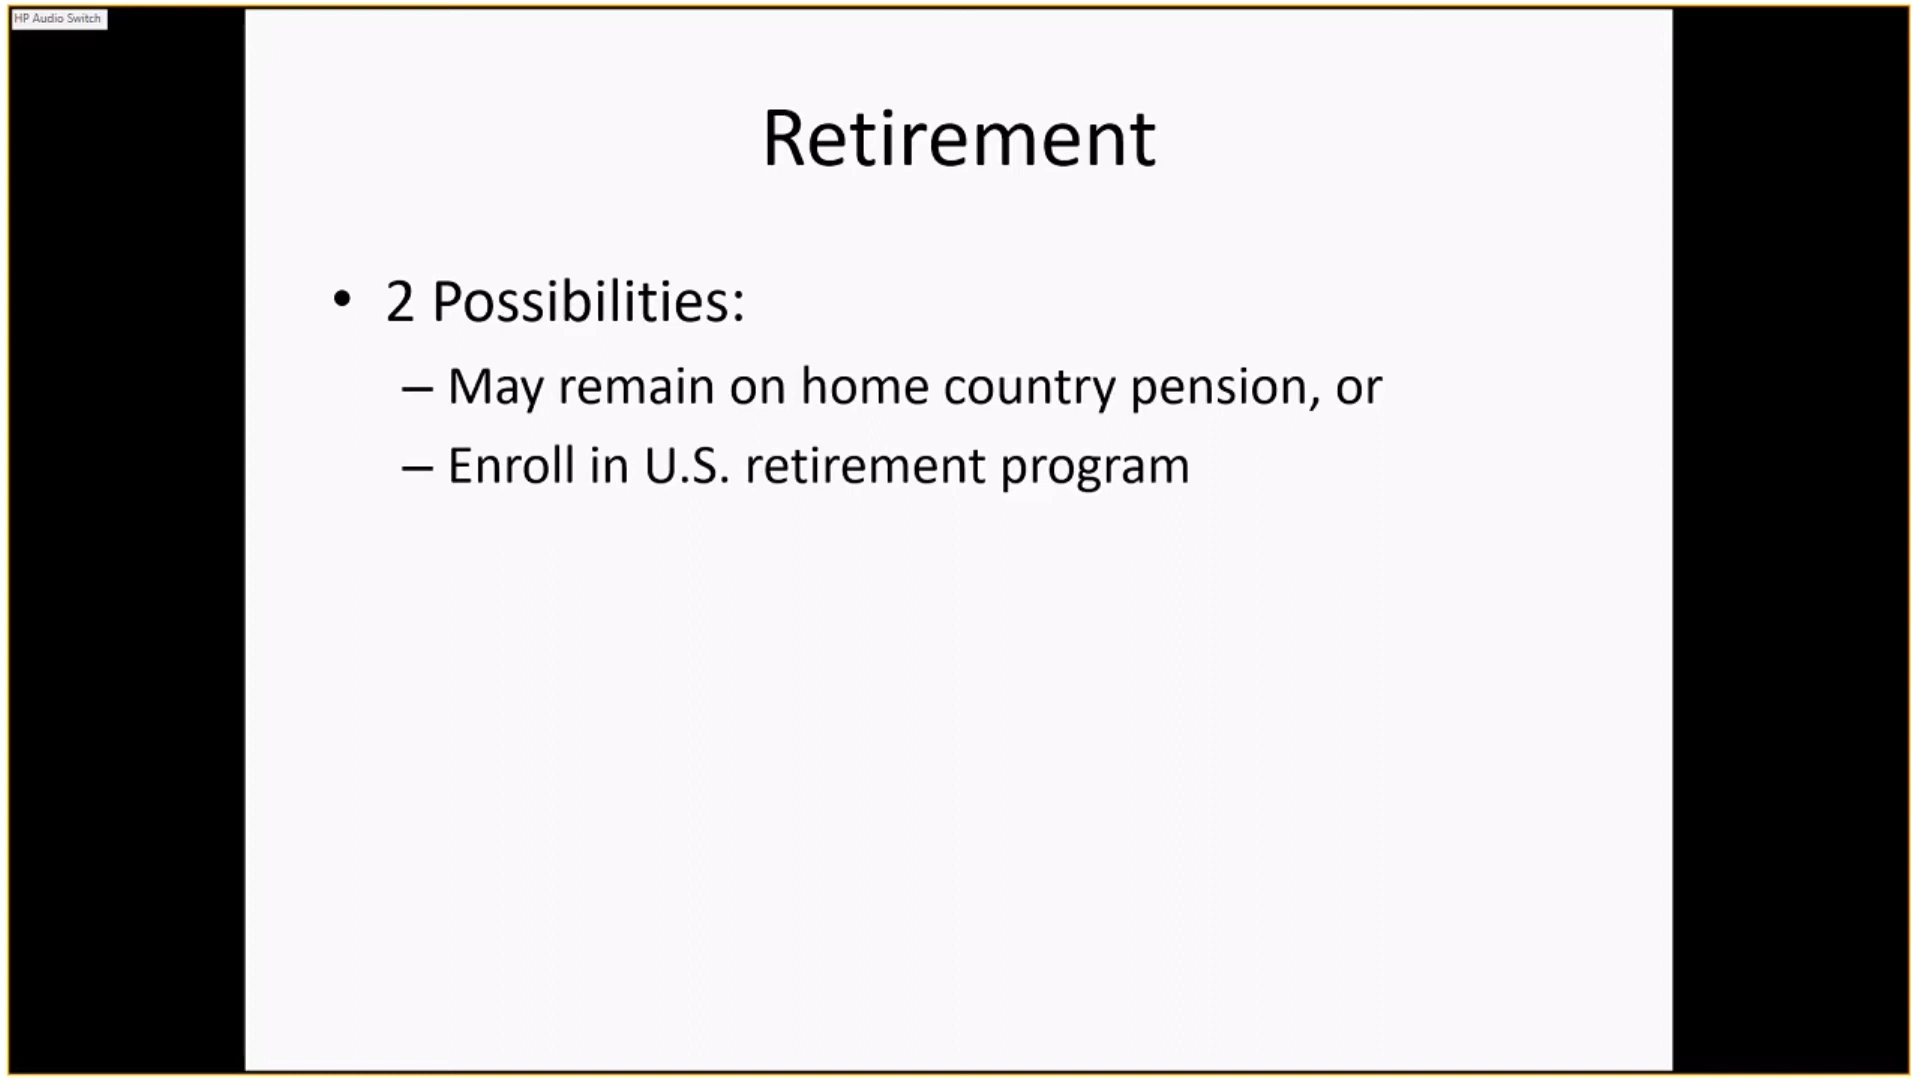 HP Audio Switch
Retirement
• 2 Possibilities:
– May remain on home country pension, or
– Enroll in U.S. retirement program